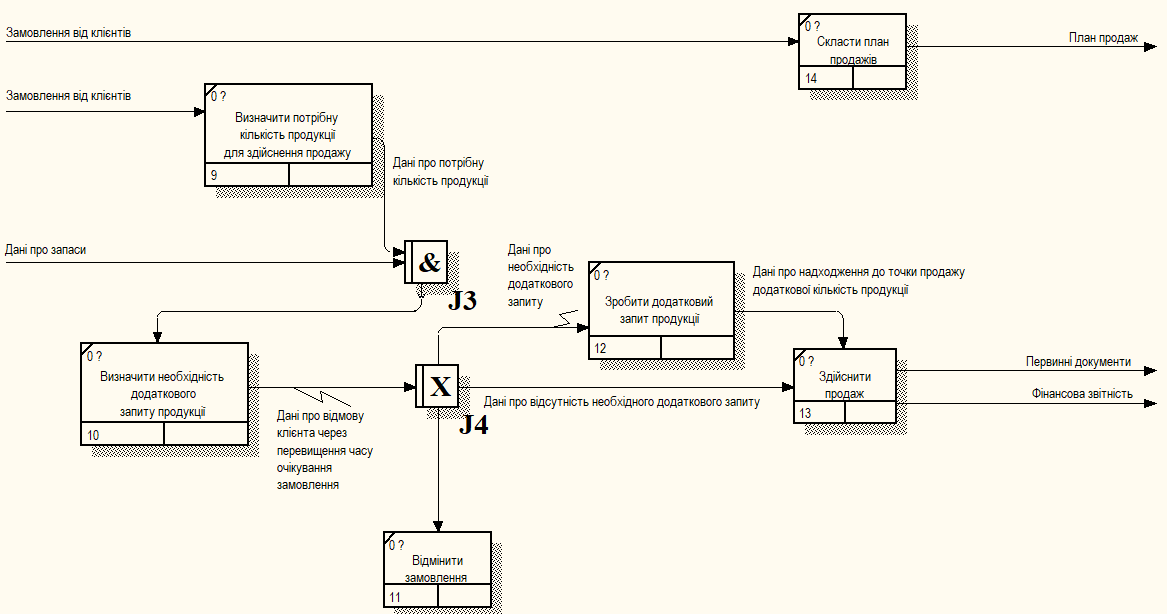 Замовлення від клієнтів
0 ?
Скласти план
продажів
14
План продаж
Замовлення від клієнтів
0 ?
Визначити потрібну
кількість продукції
для здійснення продажу
9
Дані про потрібну
кількість продукції
Дані про запаси
&
J3
Дані про
необхідність
додаткового
запиту
0 ?
Зробити додатковий
запит продукції
12
Дані про надходження до точки продажу
додаткової кількість продукції
0 ?
Визначити необхідність
додаткового
запиту продукції
10
Дані про відмову
клієнта через
перевищення часу
очікування
замовлення
X
J4
Дані про відсутність необхідного додаткового запиту
0 ?
Здійснити
продаж
13
Первинні документи
Фінансова звітність
0 ?
Відмінити
замовлення
11